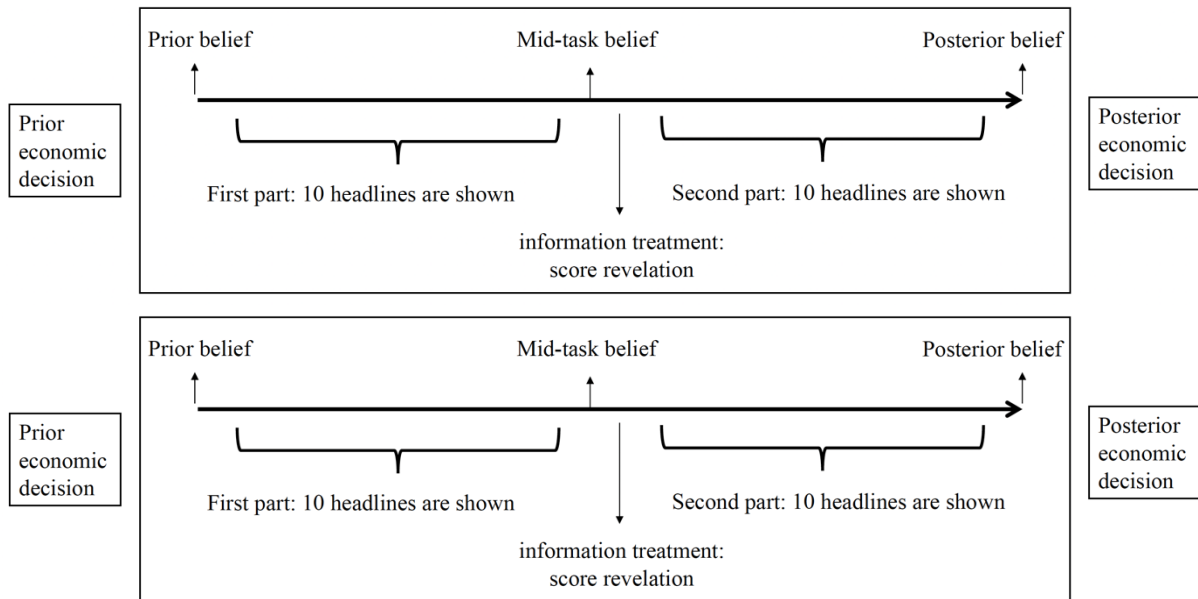 Prior belief
Mid-task belief
Posterior belief
Prior
economic
decision
Posterior
economic
decision
First part: 10 headlines are shown
Second part: 10 headlines are shown
information treatment:
score revelation
Prior belief
Mid-task belief
Posterior belief
Prior
economic
decision
Posterior
economic
decision
First part: 10 headlines are shown
Second part: 10 headlines are shown
information treatment:
score revelation